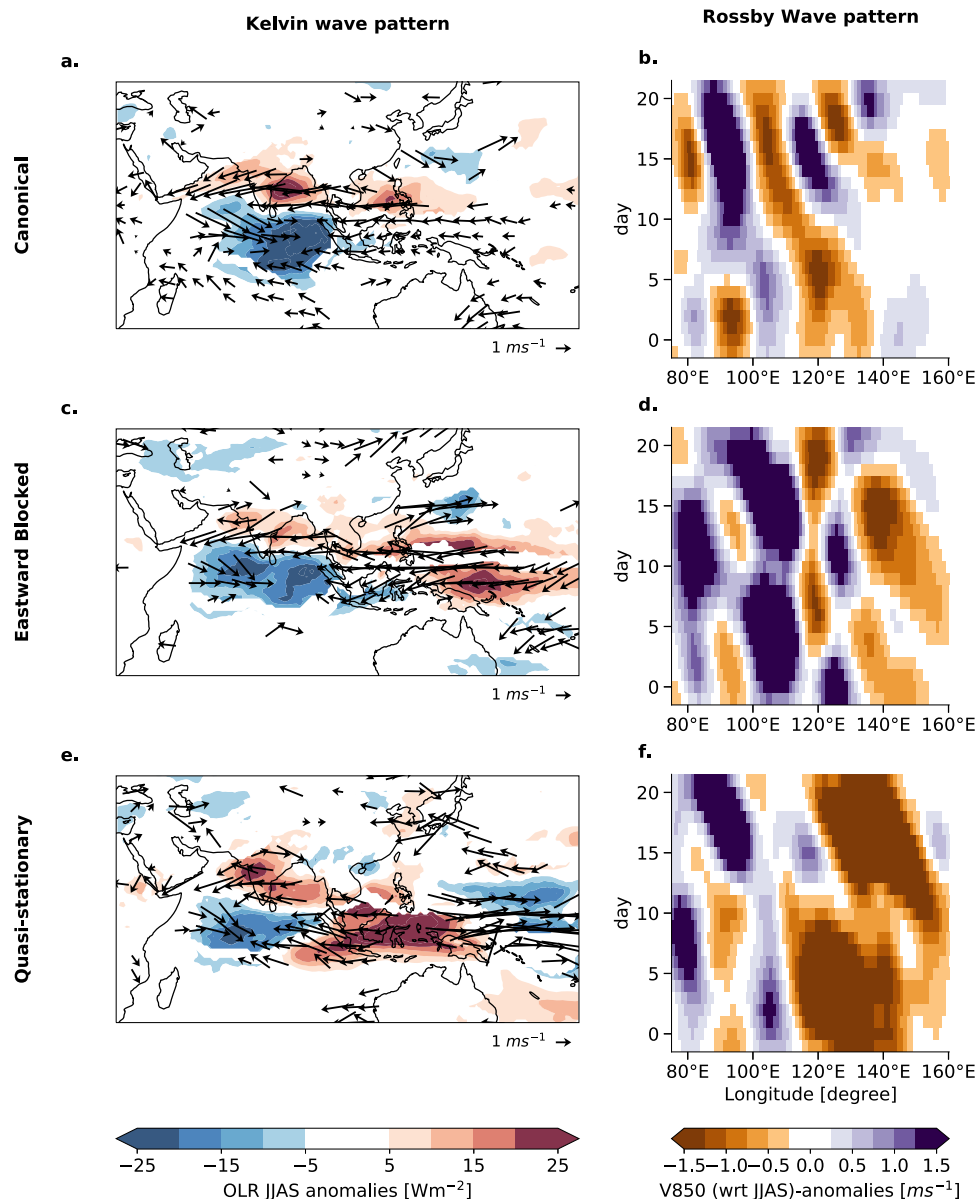 Kelvin wave pattern
Rossby Wave pattern
a.
b.
Canonical
1 ms⁻¹
day
20
15
10
5
0
80°E 100°E 120°E 140°E 160°E
c.
d.
Eastward Blocked
1 ms⁻¹
day
20
15
10
5
0
80°E 100°E 120°E 140°E 160°E
e.
f.
Quasi-stationary
1 ms⁻¹
day
20
15
10
5
0
80°E 100°E 120°E 140°E 160°E
Longitude [degree]
−25 −15 −5 5 15 25
OLR JJAS anomalies [Wm⁻²]
−1.5 −1.0 −0.5 0.5 1.0 1.5
V850 (wrt JJAS)-anomalies [ms⁻¹]